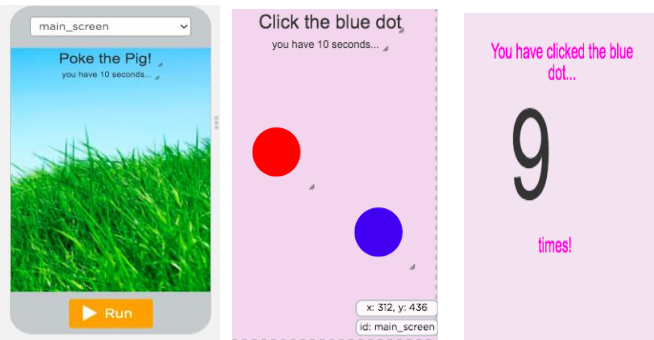 main_screen
Poke the Pig!
you have 10 seconds...
Run
Click the blue dot
you have 10 seconds...
x: 312, y: 436
id: main_screen
You have clicked the blue
dot...
9
times!